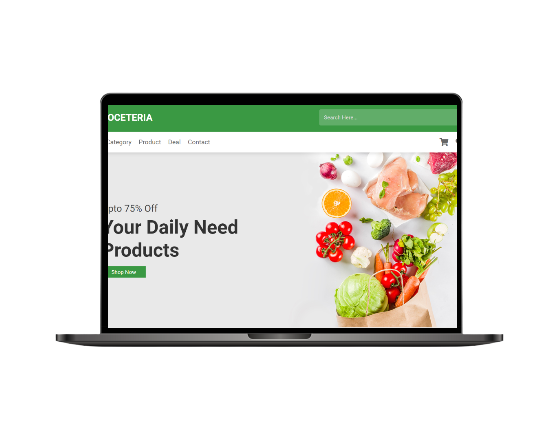 OCETERIA
Search Here...
Category
Product
Deal
Contact
pto 75% Off
Your Daily Need
Products
Shop Now